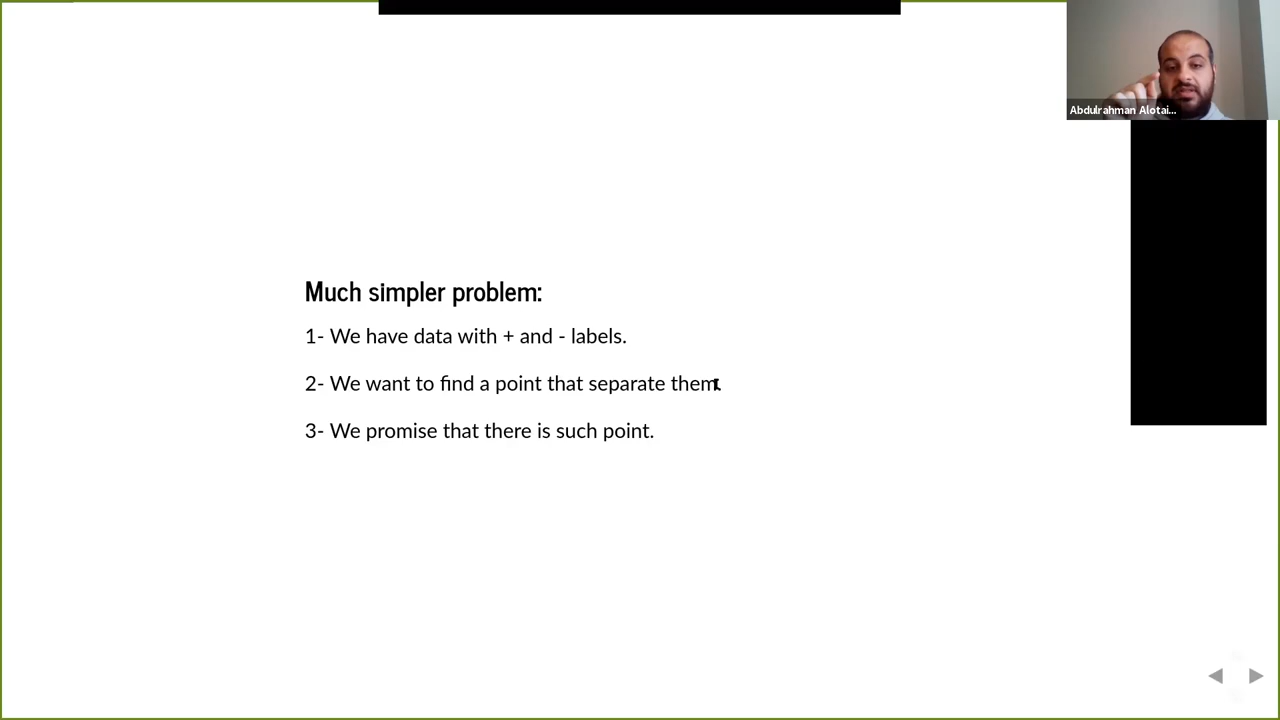 Abdulrahman Alotai...
Much simpler problem:
1- We have data with + and - labels.
2- We want to find a point that separate them.
3- We promise that there is such point.